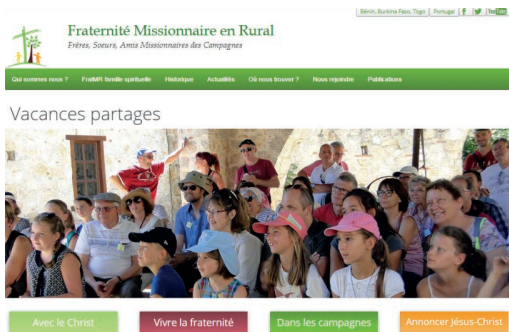 Bénin, Burkina Faso, Togo | Portugal
You Tube
Fraternité Missionnaire en Rural
Frères, Soeurs, Amis Missionnaires des Campagnes
Qui sommes nous ? FraMR famille spirituelle Historique Actualités Où nous trouver ? Nous rejoindre Publications
Vacances partages
Avec le Christ Vivre la fraternité Dans les campagnes Annoncer Jésus-Christ